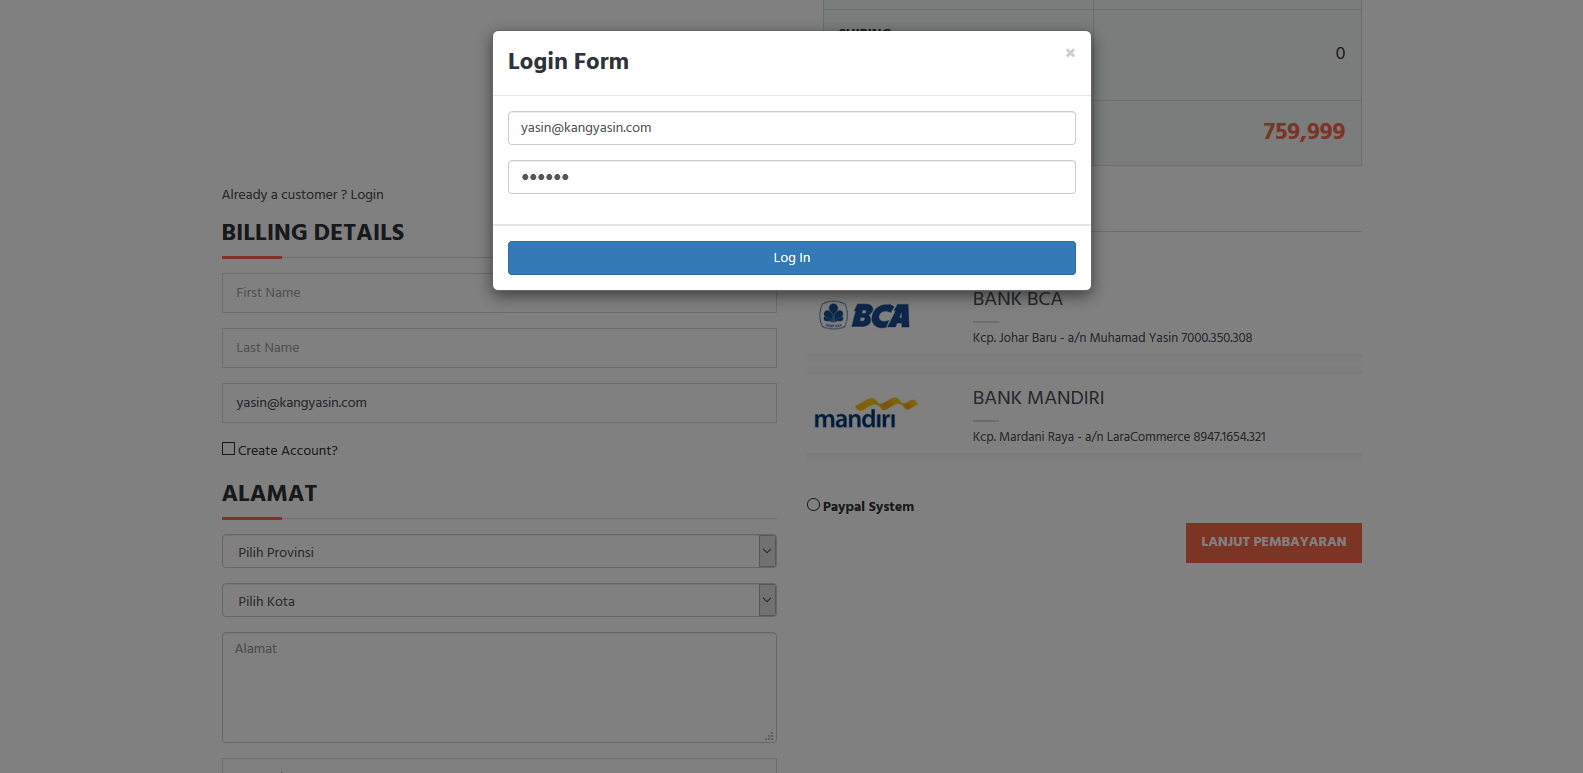 SHIPING
0
Login Form
×
yasin@kangyasin.com
••••••
Log In
759,999
Already a customer ? Login
BILLING DETAILS
First Name
Last Name
yasin@kangyasin.com
Create Account?
ALAMAT
Pilih Provinsi
Pilih Kota
Alamat
BCA
BANK BCA
Kcp. Johar Baru - a/n Muhamad Yasin 7000.350.308
mandiri
BANK MANDIRI
Kcp. Mardani Raya - a/n LaraCommerce 8947.1654.321
Paypal System
LANJUT PEMBAYARAN